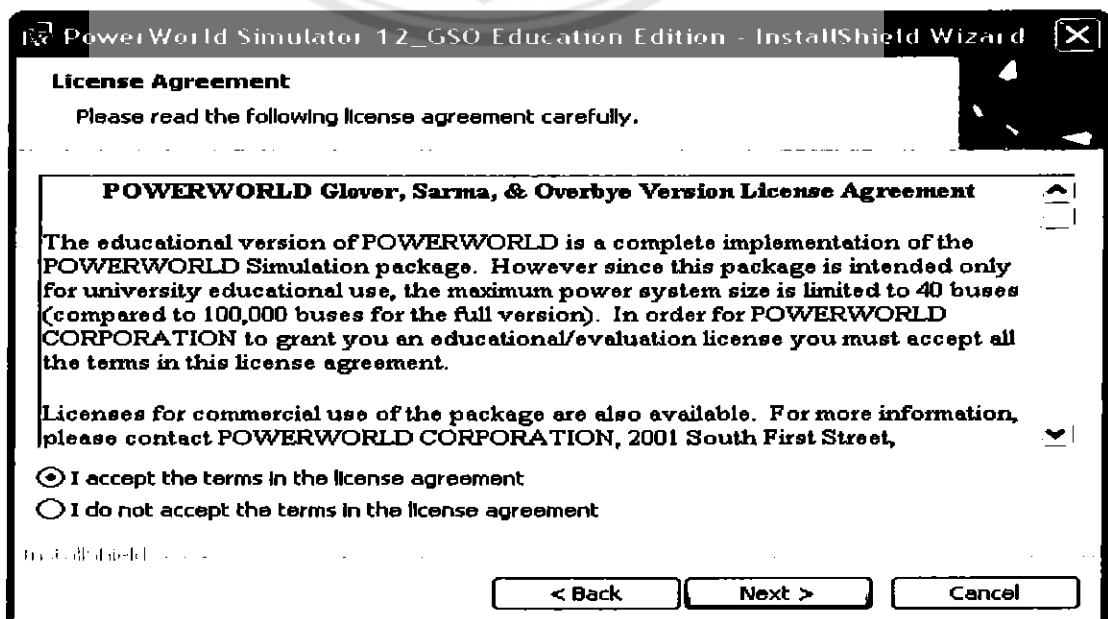 PowerWorld Simulator 12_GSO Education Edition - InstallShield Wizard
License Agreement
Please read the following license agreement carefully.
POWERWORLD Glover, Sarma, & Overbye Version License Agreement
The educational version of POWERWORLD is a complete implementation of the
POWERWORLD Simulation package. However since this package is intended only
for university educational use, the maximum power system size is limited to 40 buses
(compared to 100,000 buses for the full version). In order for POWERWORLD
CORPORATION to grant you an educational/evaluation license you must accept all
the terms in this license agreement.
Licenses for commercial use of the package are also available. For more information,
please contact POWERWORLD CORPORATION, 2001 South First Street,
I accept the terms in the license agreement
I do not accept the terms in the license agreement
InstallShield
< Back Next > Cancel